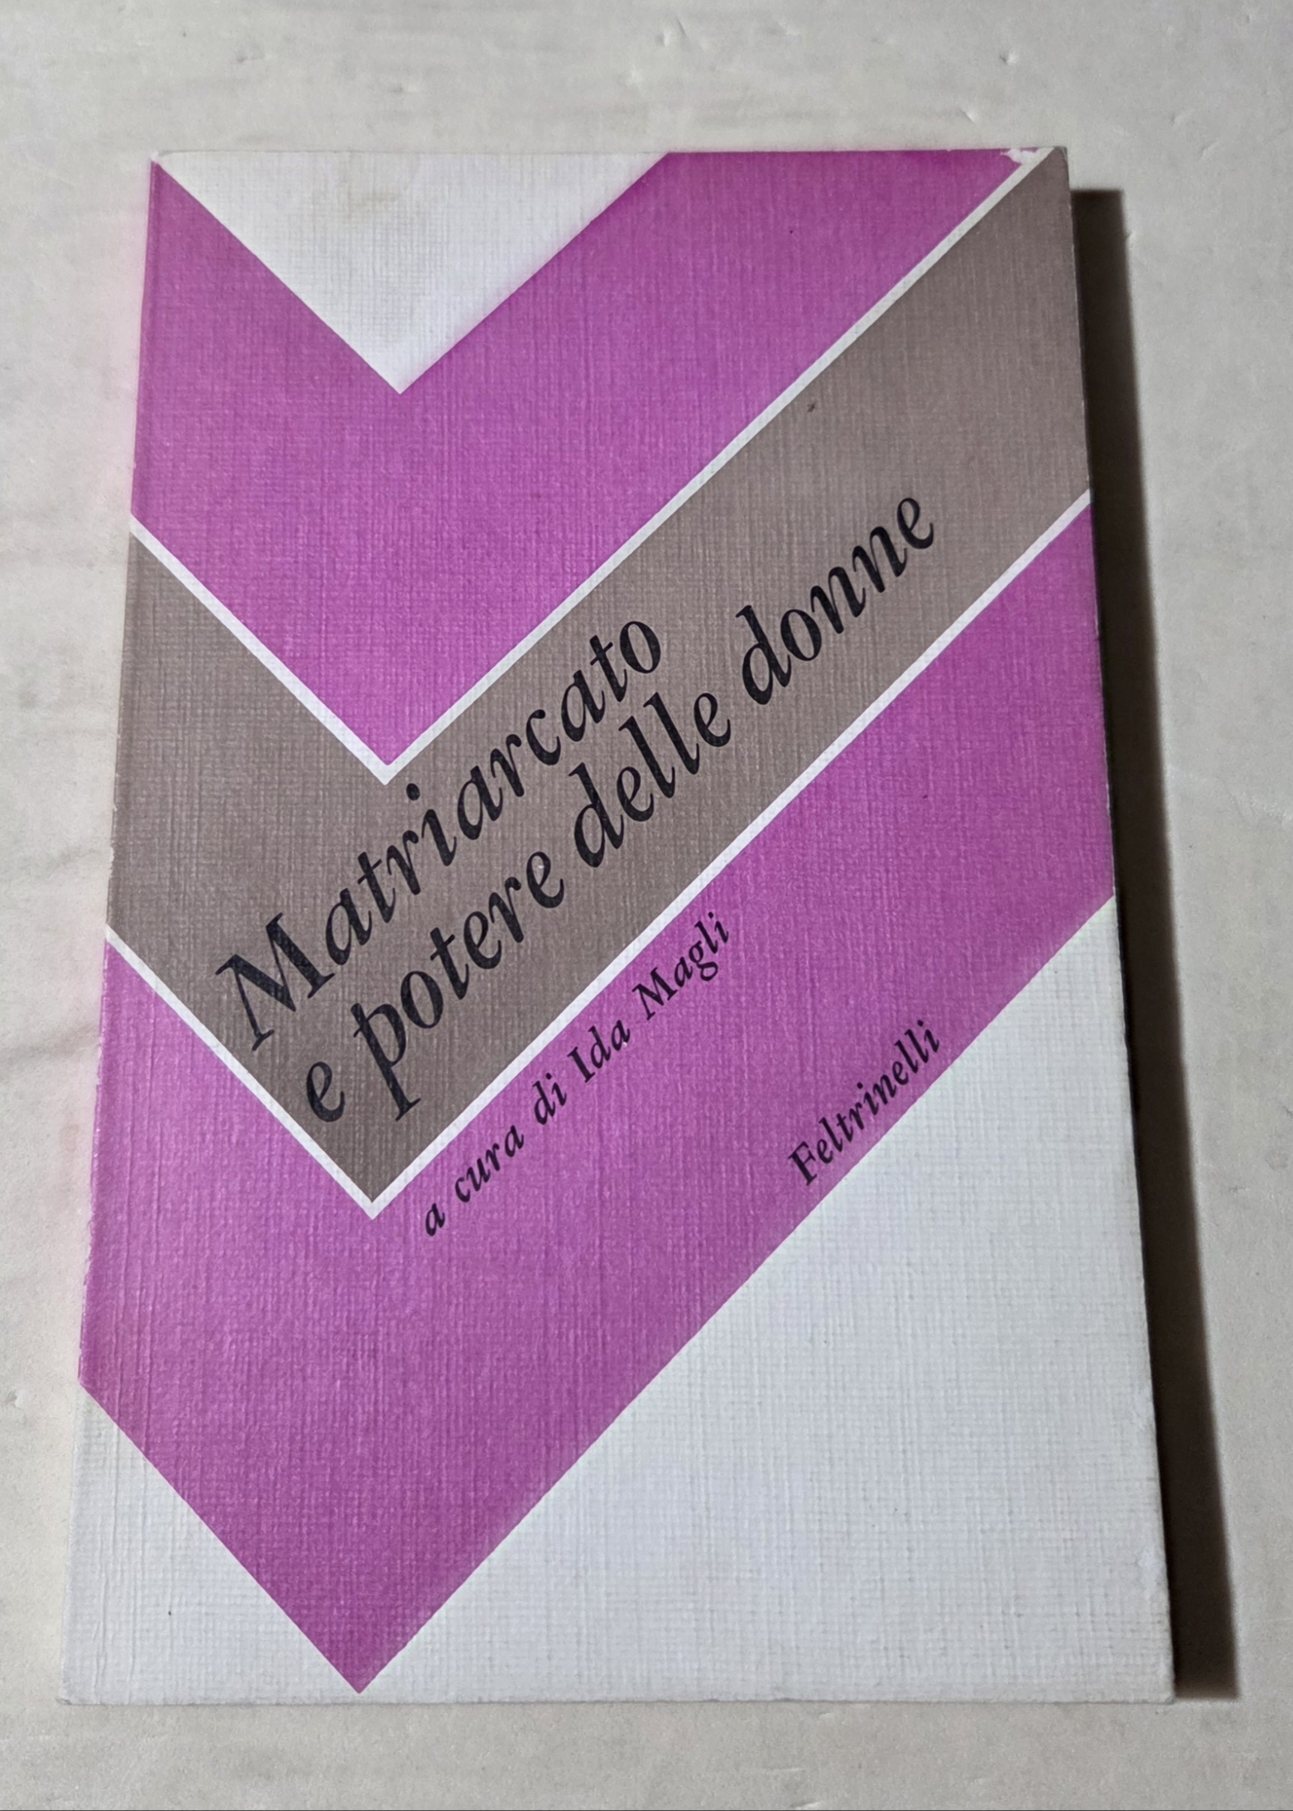 Matriarcato
e potere delle donne
a cura di Ida Magli
Feltrinelli